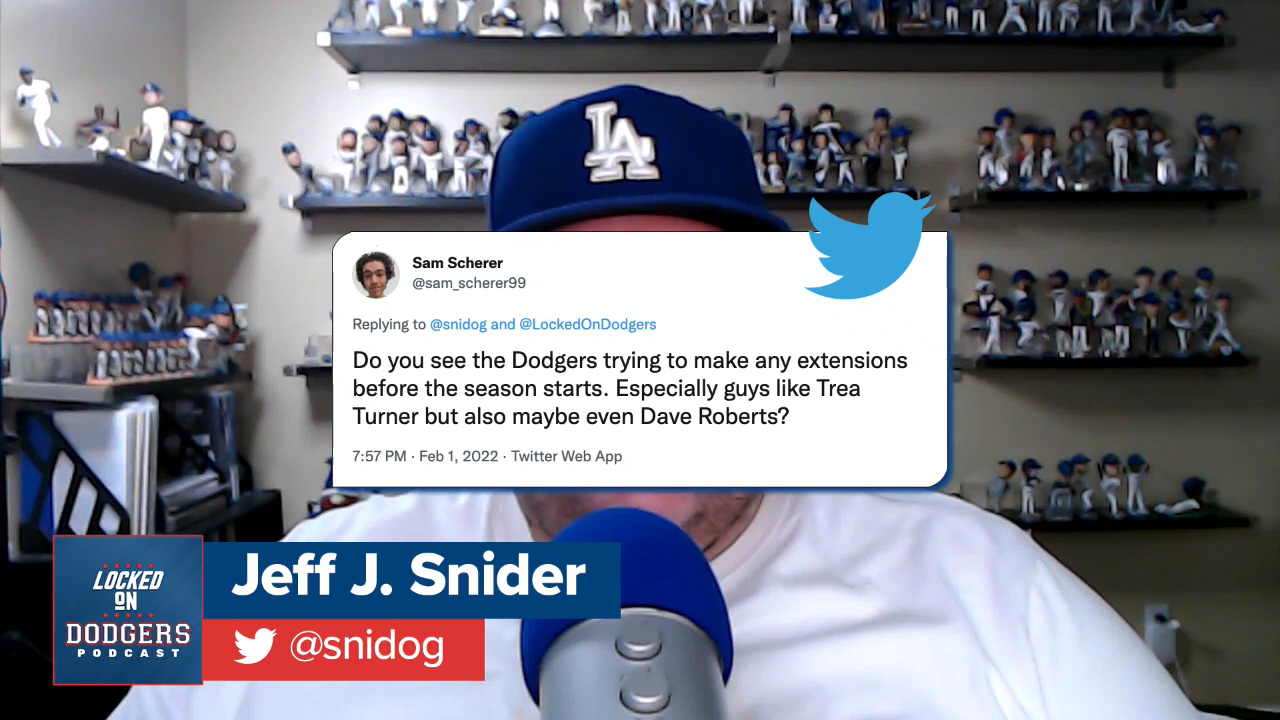 LA
Sam Scherer
@sam_scherer99
Replying to @snidog and @LockedOnDodgers
Do you see the Dodgers trying to make any extensions
before the season starts. Especially guys like Trea
Turner but also maybe even Dave Roberts?
7:57 PM · Feb 1, 2022 · Twitter Web App
LOCKED
ON
DODGERS
PODCAST
Jeff J. Snider
@snidog